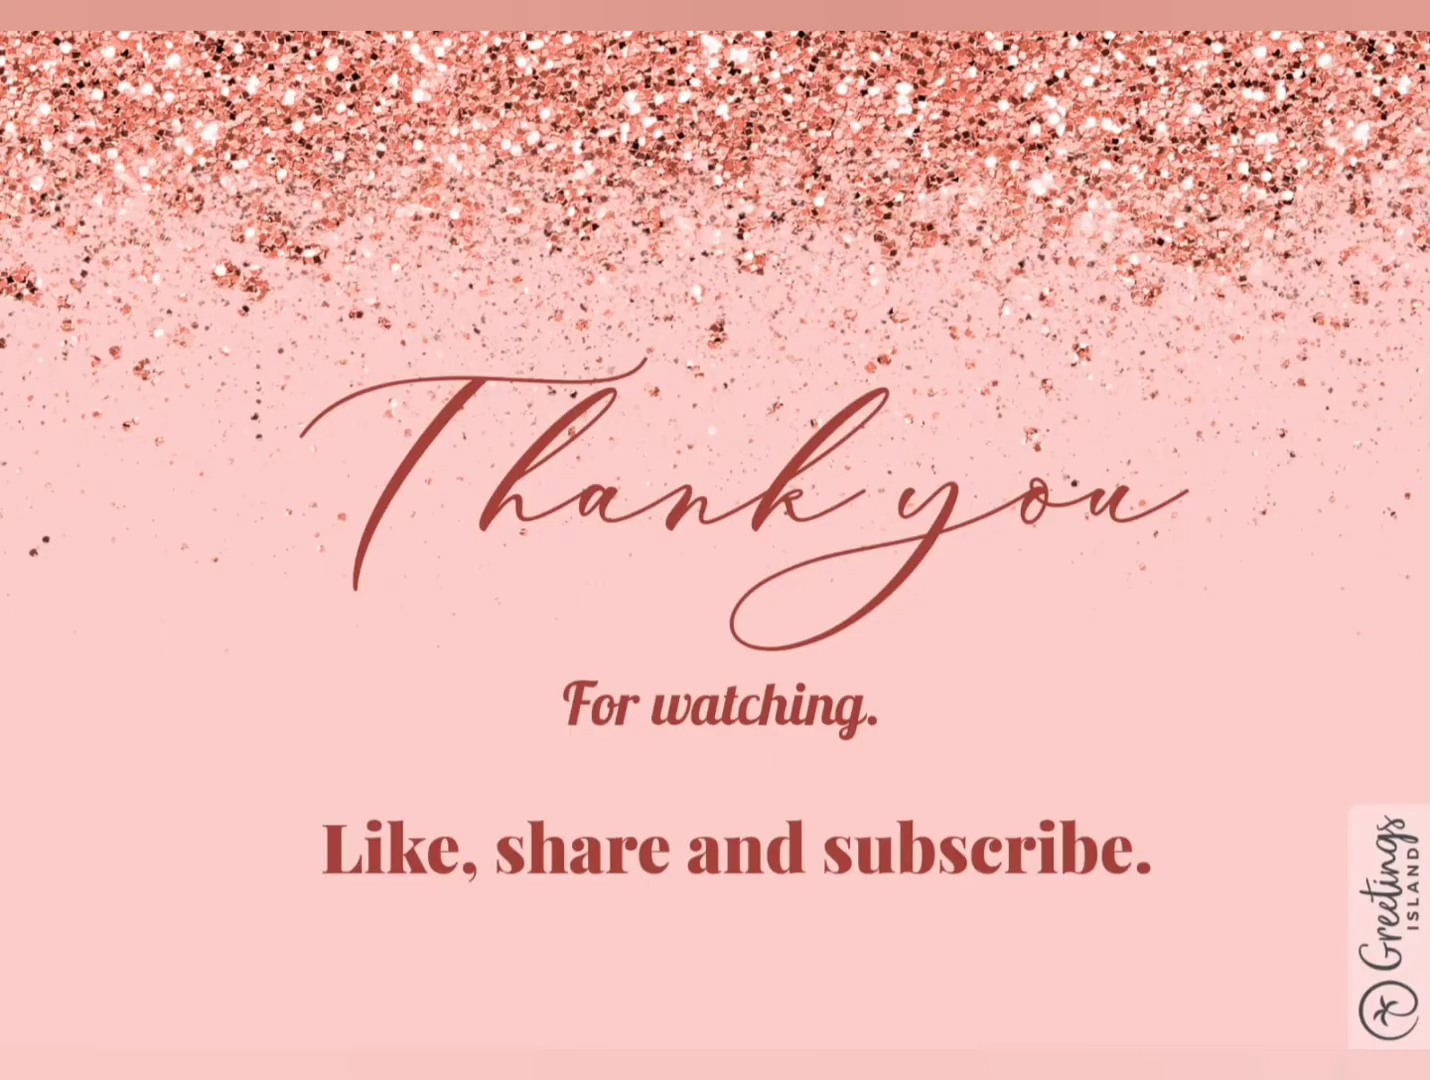 Thank you
For watching.
Like, share and subscribe.
Greetings
ISLAND